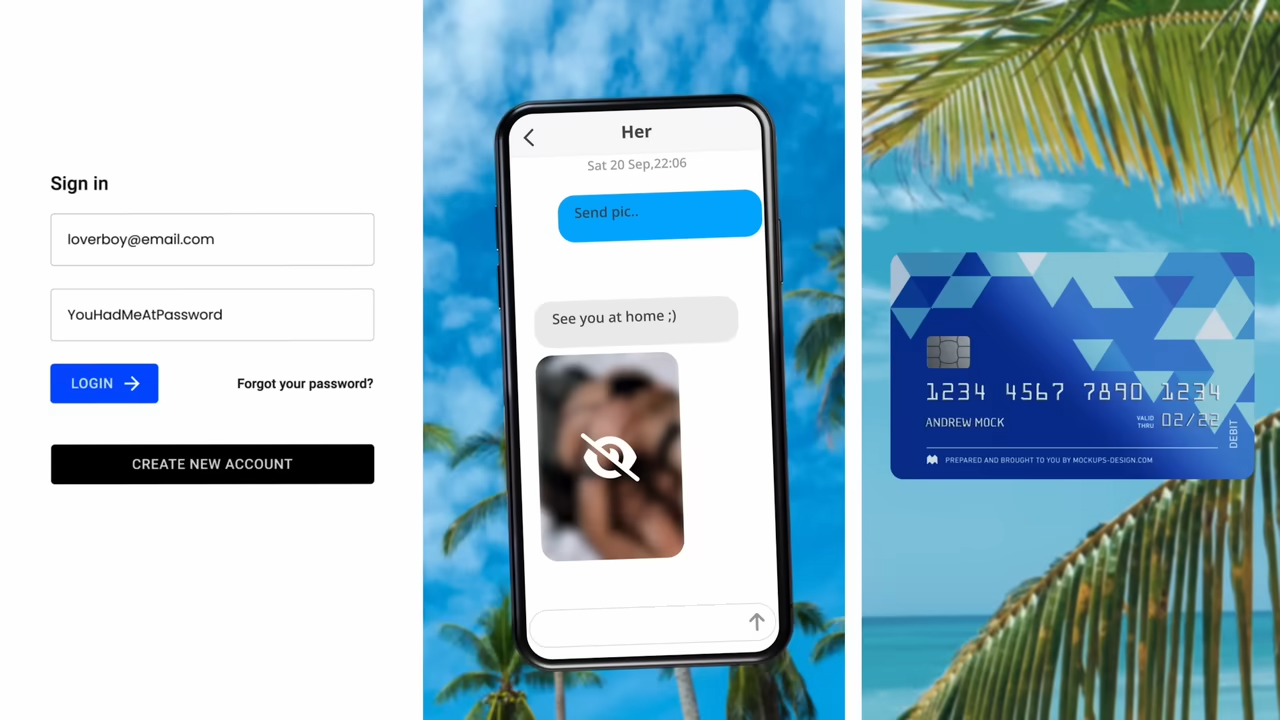 Sign in
loverboy@email.com
YouHadMeAtPassword
LOGIN
Forgot your password?
CREATE NEW ACCOUNT
Her
Sat 20 Sep,22:06
Send pic..
See you at home ;)
1234 4567 7890 1234
ANDREW MOCK
VALID THRU 02/22
DEBIT
PREPARED AND BROUGHT TO YOU BY MOCKUPS-DESIGN.COM